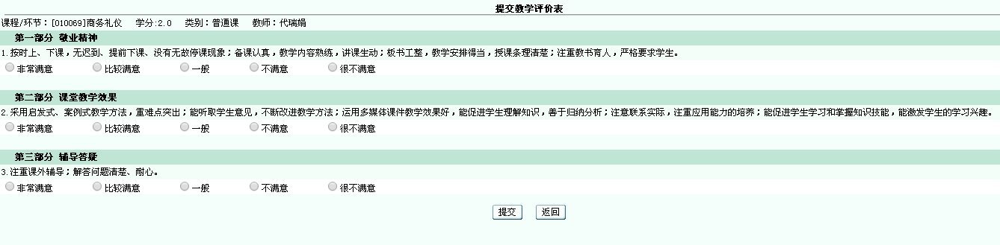 提交教学评价表
课程/环节：[010069]商务礼仪 学分:2.0 类别：普通课 教师：代瑞娟
第一部分 敬业精神
1.按时上、下课，无迟到、提前下课、没有无故停课现象；备课认真，教学内容熟练，讲课生动；板书工整，教学安排得当，授课条理清楚；注重教书育人，严格要求学生。
非常满意 比较满意 一般 不满意 很不满意
第二部分 课堂教学效果
2.采用启发式、案例式教学方法，重难点突出；能听取学生意见，不断改进教学方法；运用多媒体课件教学效果好，能促进学生理解知识，善于归纳分析；注意联系实际，注重应用能力的培养；能促进学生学习和掌握知识技能，能激发学生的学习兴趣。
非常满意 比较满意 一般 不满意 很不满意
第三部分 辅导答疑
3.注重课外辅导；解答问题清楚、耐心。
非常满意 比较满意 一般 不满意 很不满意
提交 返回